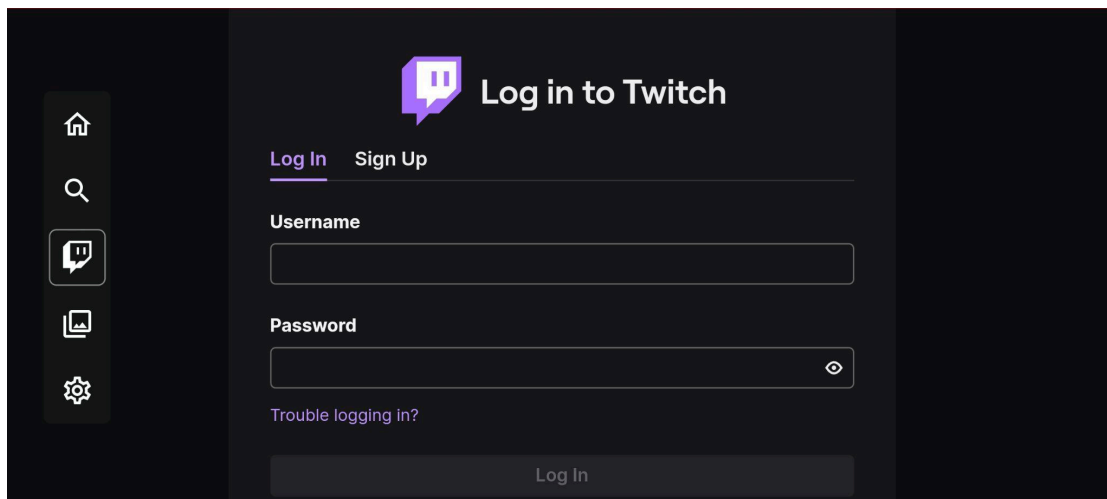 Log in to Twitch
Log In Sign Up
Username
Password
Trouble logging in?
Log In